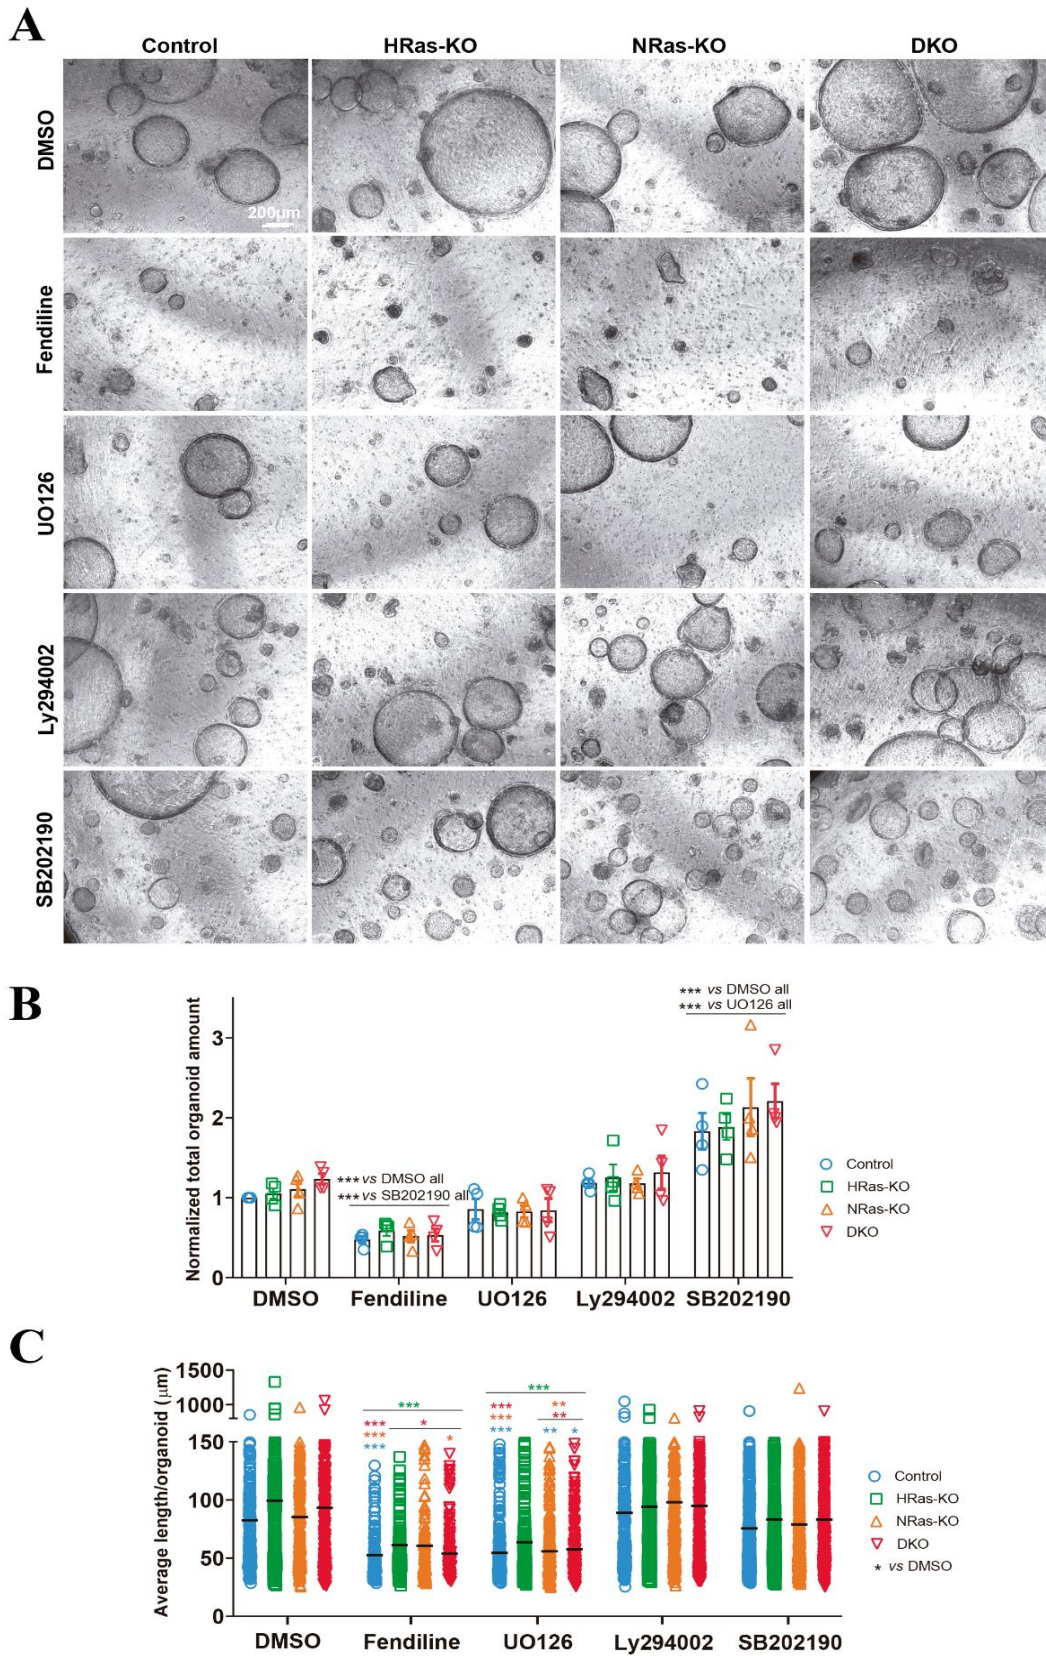 A
Control HRas-KO NRas-KO DKO
DMSO
200μm
Fendiline
UO126
Ly294002
SB202190
B
Normalized total organoid amount
3
2
1
0
*** vs DMSO all
*** vs SB202190 all
*** vs DMSO all
*** vs UO126 all
DMSO Fendiline UO126 Ly294002 SB202190
Control
HRas-KO
NRas-KO
DKO
C
Average length/organoid (μm)
1500
1000
150
100
50
0
***
***
***
***
*
*
***
***
***
***
**
**
**
*
DMSO Fendiline UO126 Ly294002 SB202190
Control
HRas-KO
NRas-KO
DKO
* vs DMSO